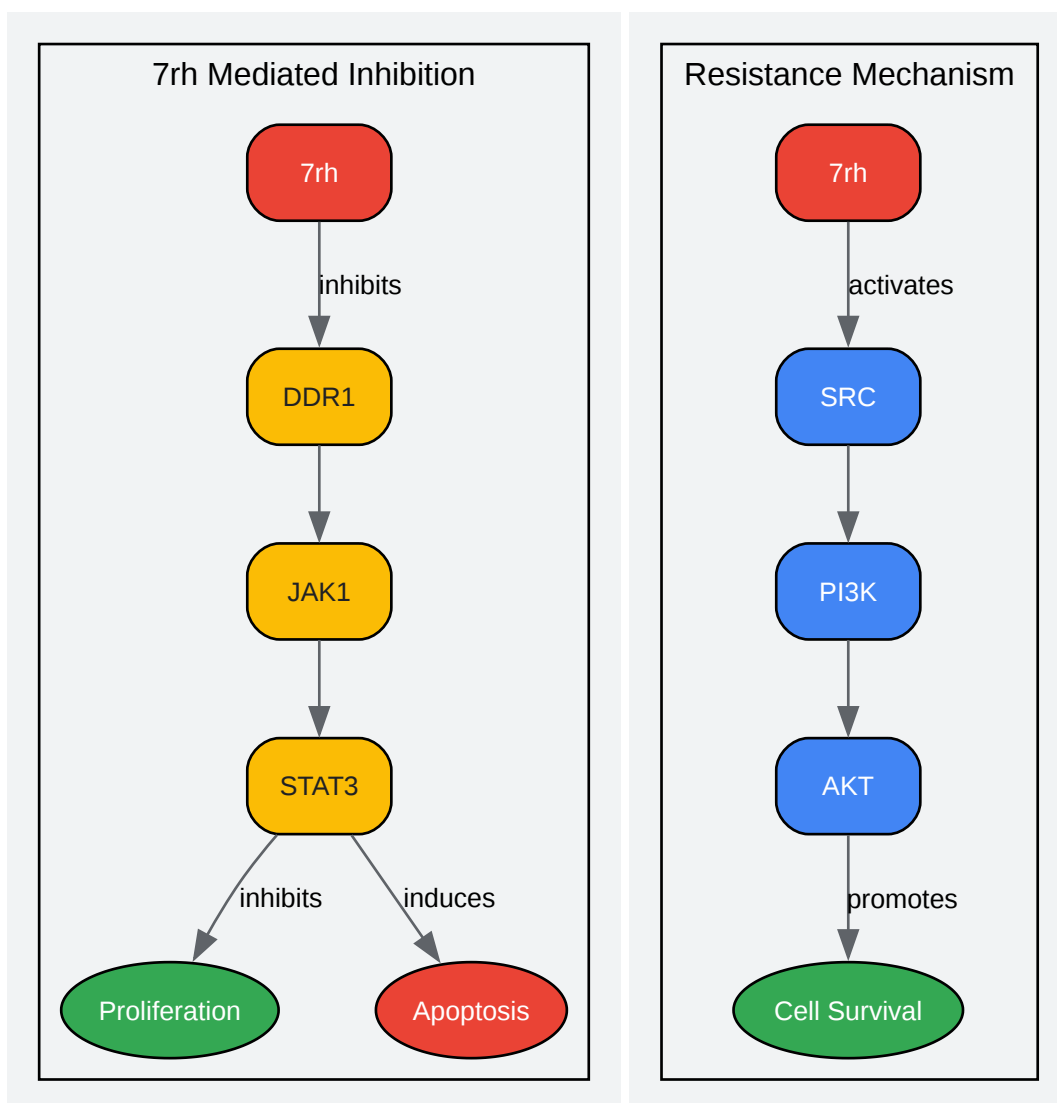 7rh Mediated Inhibition
7rh
inhibits
DDR1
JAK1
STAT3
inhibits
induces
Proliferation
Apoptosis
Resistance Mechanism
7rh
activates
SRC
PI3K
AKT
promotes
Cell Survival